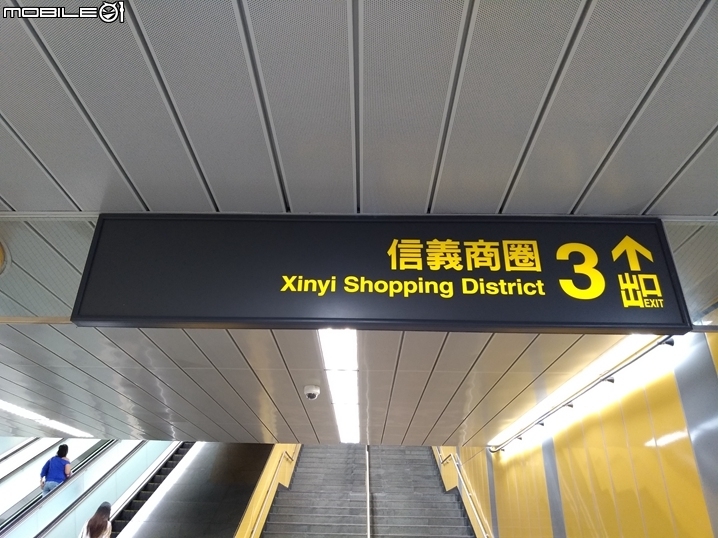 MOBILE01
信義商圈
Xinyi Shopping District
3
出口
EXIT